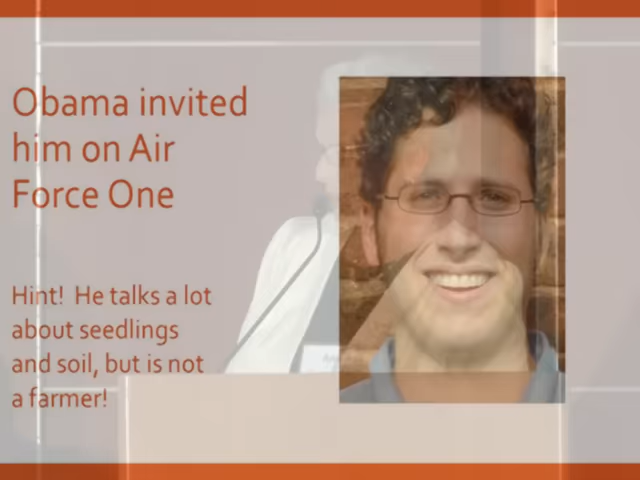 Obama invited
him on Air
Force One
Hint! He talks a lot
about seedlings
and soil, but is not
a farmer!